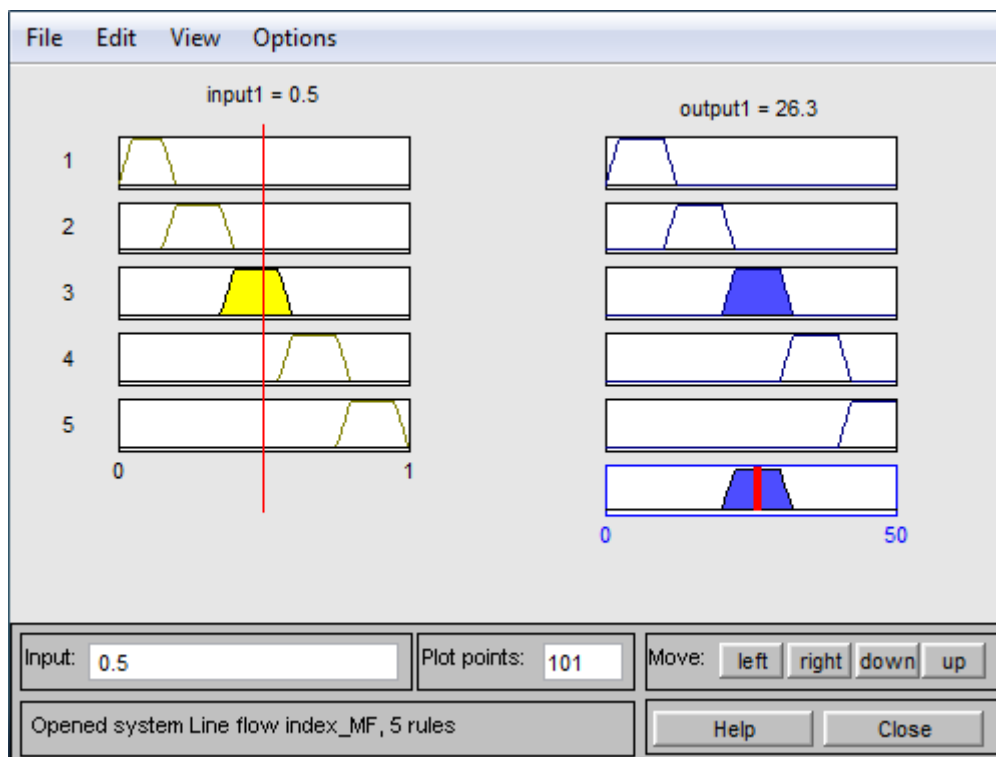 File Edit View Options
input1 = 0.5
output1 = 26.3
1
2
3
4
5
0 1
0 50
Input: 0.5
Plot points: 101
Move: left right down up
Opened system Line flow index_MF, 5 rules
Help Close